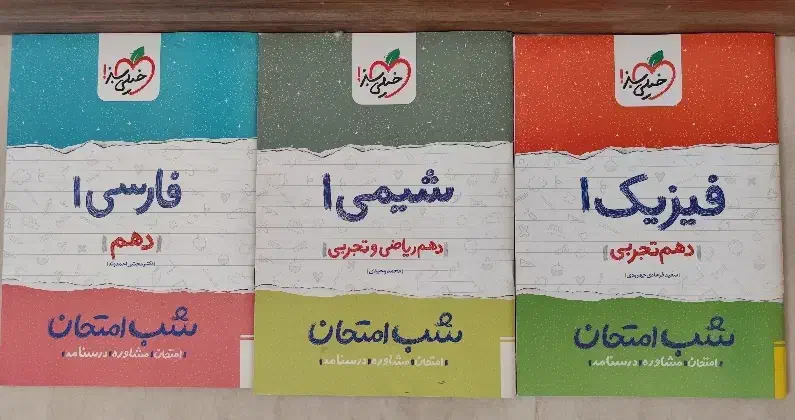 خیلی سبز!
فیزیک ۱
دهم تجربی
شب امتحان
امتحان مشاوره درسنامه
خیلی سبز!
شیمی ۱
دهم ریاضی و تجربی
شب امتحان
امتحان مشاوره درسنامه
خیلی سبز!
فارسی ۱
دهم
شب امتحان
امتحان مشاوره درسنامه